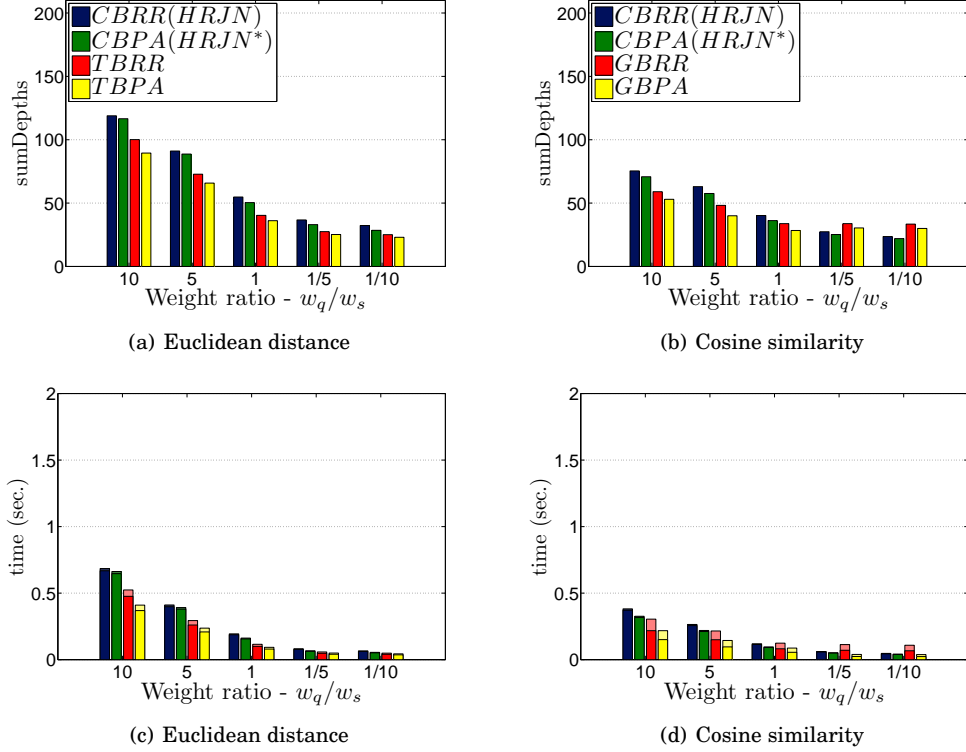 200
150
100
50
0
sumDepths
CBRR(HRJN)
CBPA(HRJN*)
TBRR
TBPA
10 5 1 1/5 1/10
Weight ratio - w_q/w_s
(a) Euclidean distance
200
150
100
50
0
sumDepths
CBRR(HRJN)
CBPA(HRJN*)
GBRR
GBPA
10 5 1 1/5 1/10
Weight ratio - w_q/w_s
(b) Cosine similarity
2
1.5
1
0.5
0
time (sec.)
10 5 1 1/5 1/10
Weight ratio - w_q/w_s
(c) Euclidean distance
2
1.5
1
0.5
0
time (sec.)
10 5 1 1/5 1/10
Weight ratio - w_q/w_s
(d) Cosine similarity